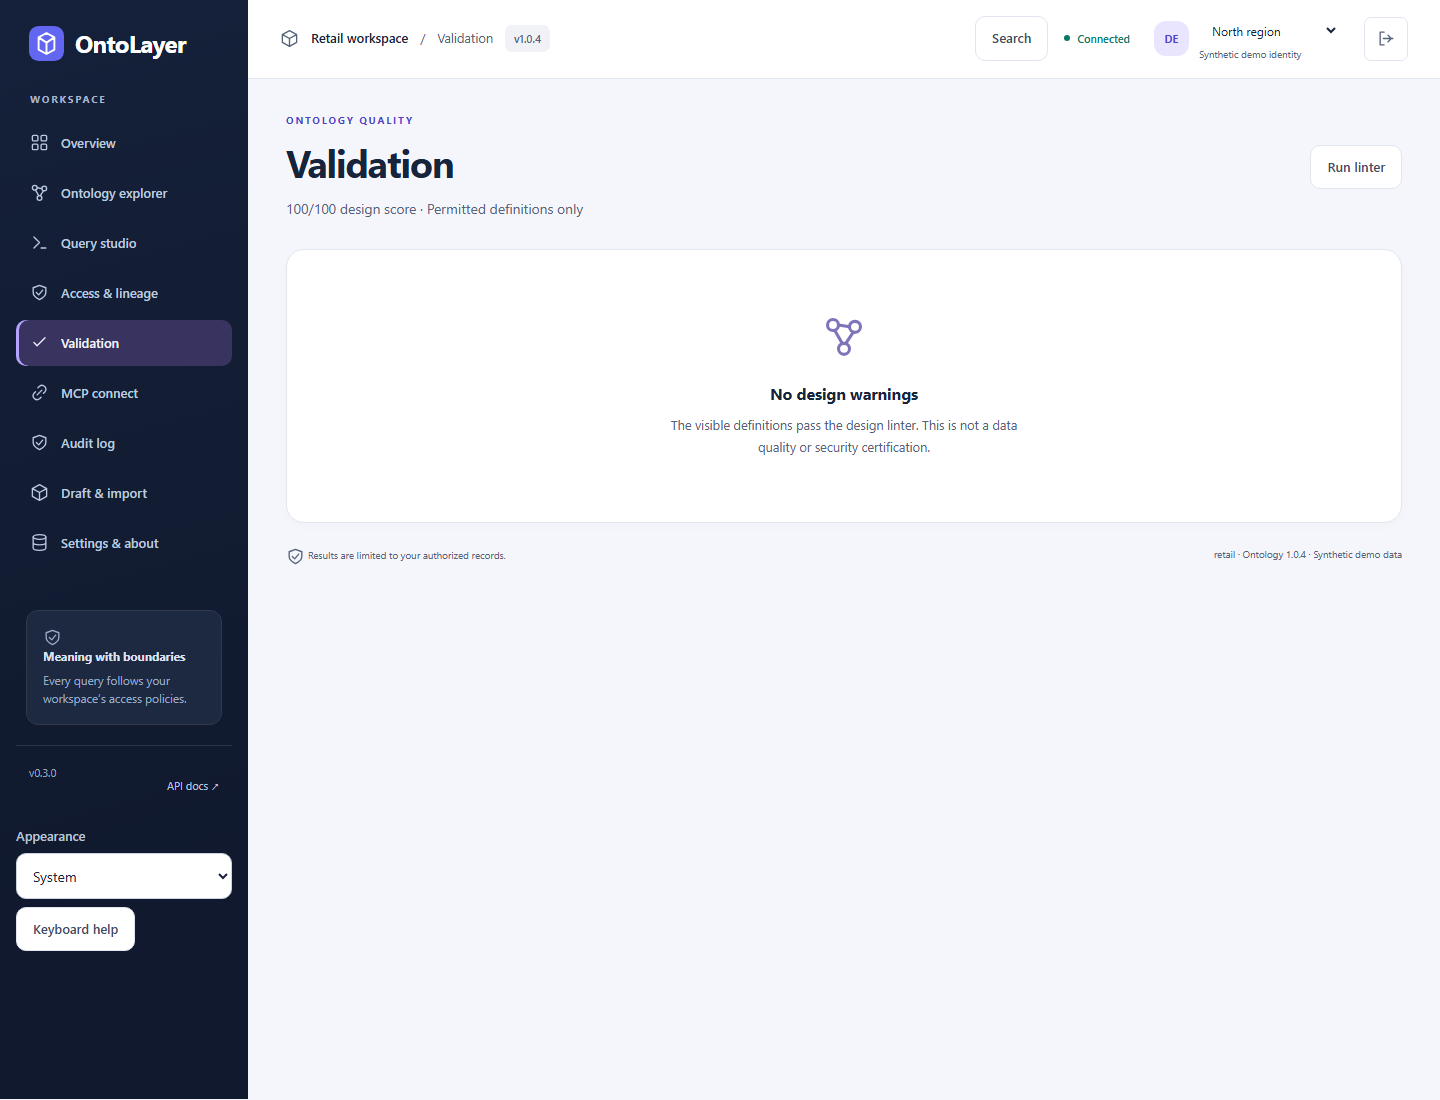 OntoLayer
WORKSPACE
Overview
Ontology explorer
Query studio
Access & lineage
Validation
MCP connect
Audit log
Draft & import
Settings & about
Meaning with boundaries
Every query follows your
workspace's access policies.
v0.3.0
API docs ↗
Appearance
System
Keyboard help
Retail workspace / Validation v1.0.4
Search
Connected
DE
North region
Synthetic demo identity
ONTOLOGY QUALITY
Validation
100/100 design score · Permitted definitions only
Run linter
No design warnings
The visible definitions pass the design linter. This is not a data
quality or security certification.
Results are limited to your authorized records.
retail · Ontology 1.0.4 · Synthetic demo data